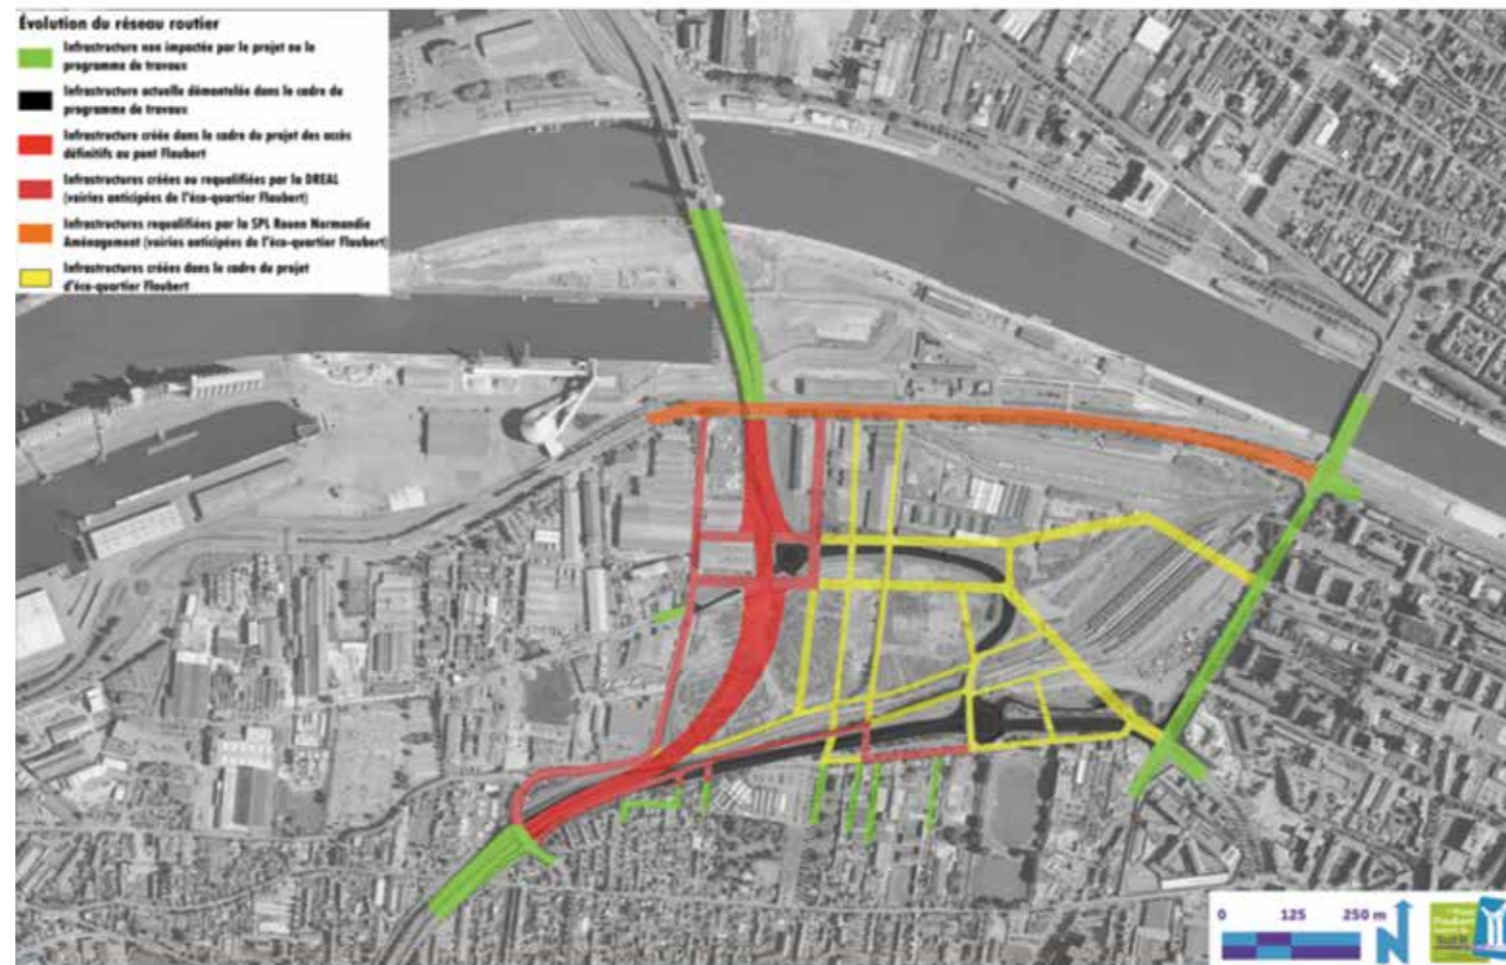 Évolution du réseau routier
Infrastructure non impactée par le projet ou le
programme de travaux
Infrastructure actuelle démantelée dans le cadre du
programme de travaux
Infrastructure créée dans le cadre du projet des accès
définitifs au pont Flaubert
Infrastructures créées ou requalifiées par la DREAL
(voiries anticipées de l'éco-quartier Flaubert)
Infrastructures requalifiées par la SPL Rouen Normandie
Aménagement (voiries anticipées de l'éco-quartier Flaubert)
Infrastructures créées dans le cadre du projet
d'éco-quartier Flaubert
0 125 250 m
N
Flaubert